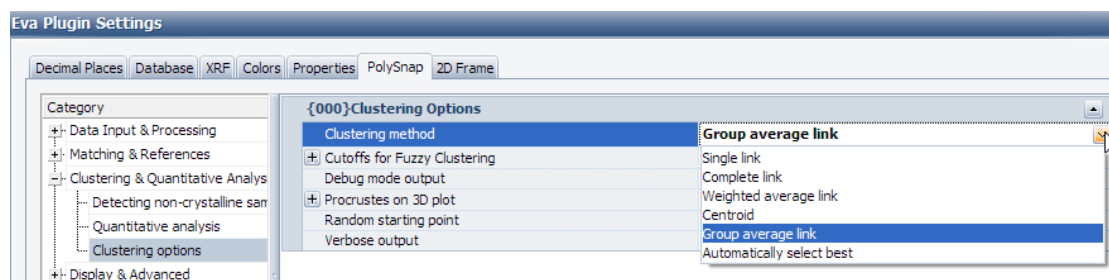 Eva Plugin Settings
Decimal Places Database XRF Colors Properties PolySnap 2D Frame
Category
Data Input & Processing
Matching & References
Clustering & Quantitative Analys
Detecting non-crystalline sam
Quantitative analysis
Clustering options
Display & Advanced
{000}Clustering Options
Clustering method Group average link
Cutoffs for Fuzzy Clustering
Debug mode output
Procrustes on 3D plot
Random starting point
Verbose output
Single link
Complete link
Weighted average link
Centroid
Group average link
Automatically select best